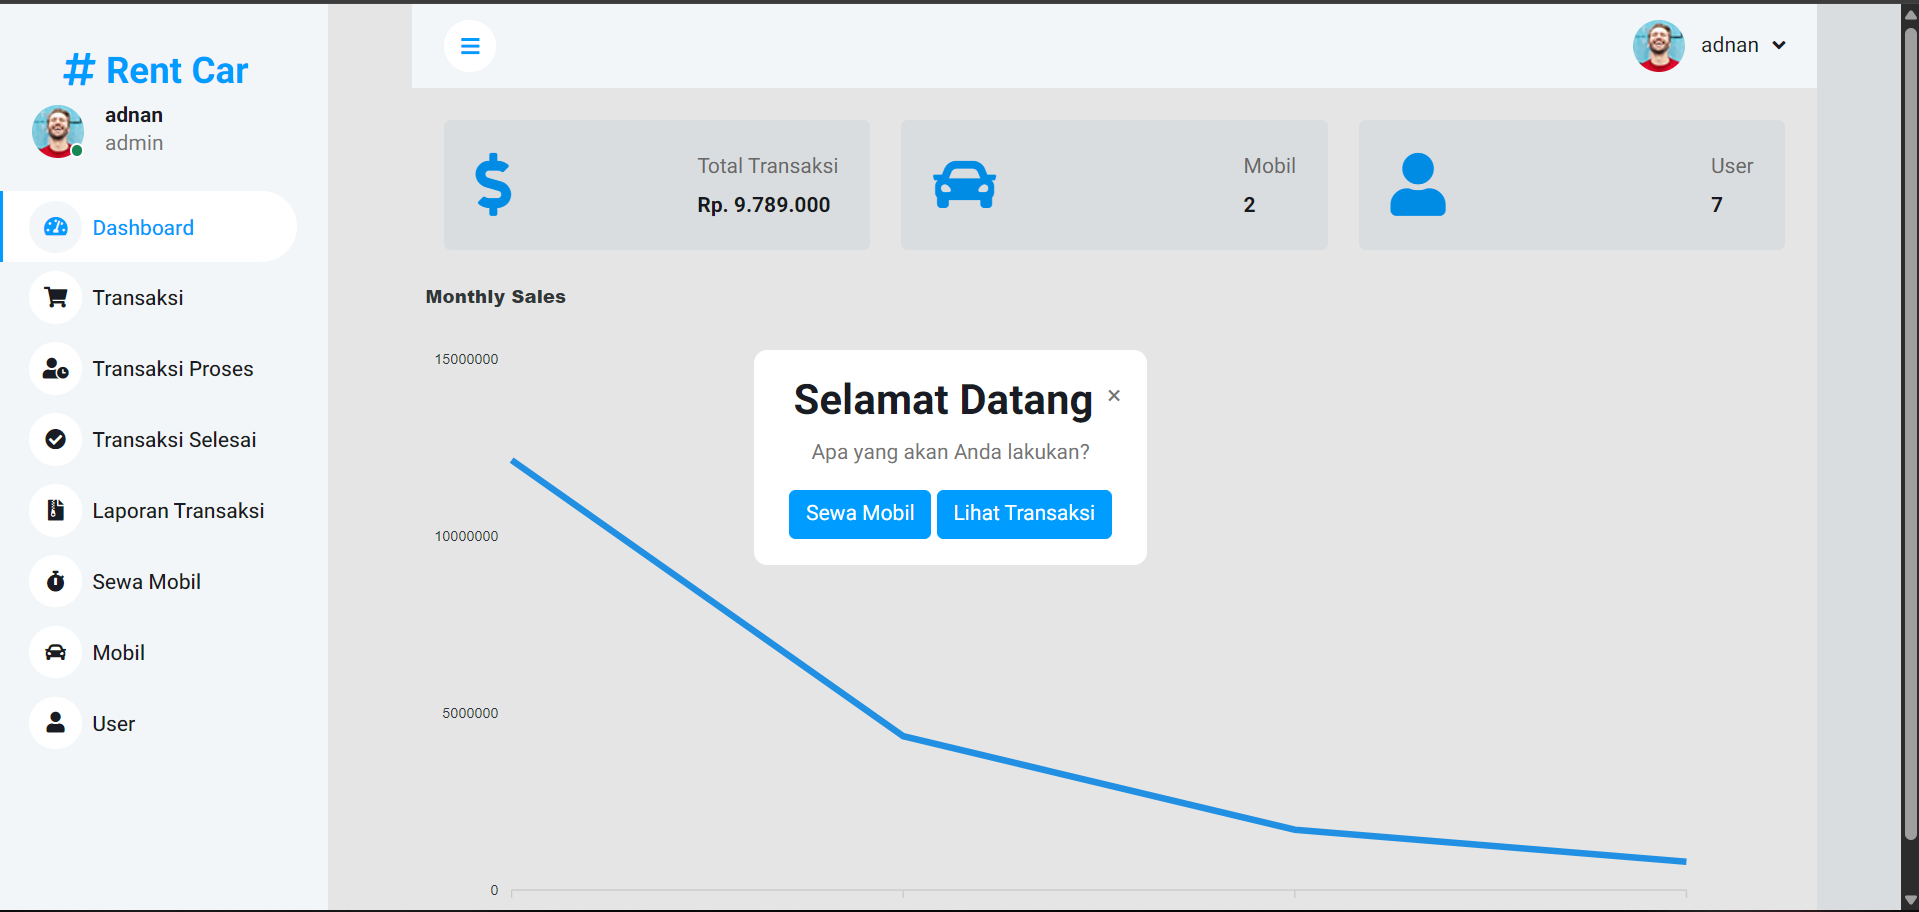 # Rent Car
adnan
admin
Dashboard
Transaksi
Transaksi Proses
Transaksi Selesai
Laporan Transaksi
Sewa Mobil
Mobil
User
adnan
Total Transaksi
Rp. 9.789.000
Mobil
2
User
7
Monthly Sales
15000000
10000000
5000000
0
Selamat Datang ×
Apa yang akan Anda lakukan?
Sewa Mobil Lihat Transaksi